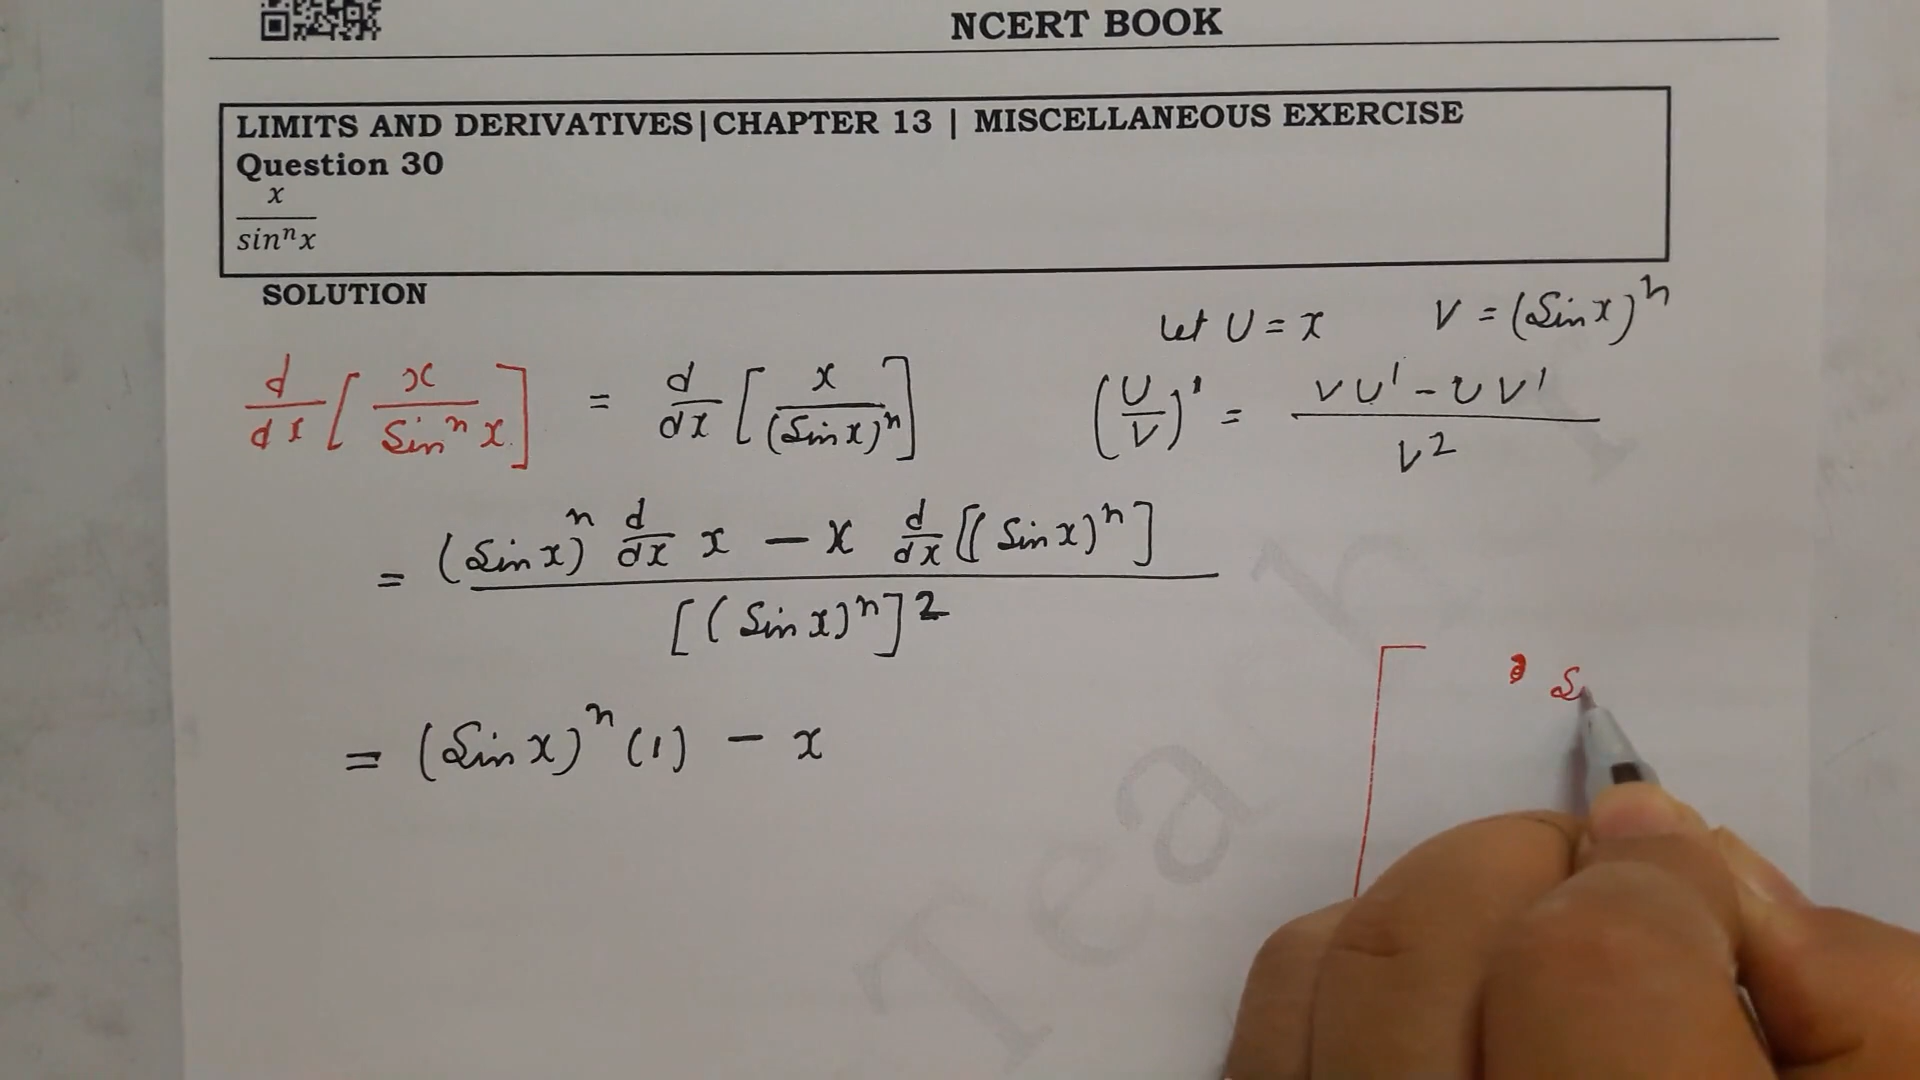 NCERT BOOK
LIMITS AND DERIVATIVES|CHAPTER 13 | MISCELLANEOUS EXERCISE
Question 30
x
sinⁿx
SOLUTION
let U = x V = (Sin x)ⁿ
d/dx [x / Sinⁿ x] = d/dx [x / (Sin x)ⁿ] (U/V)' = (VU' - UV') / V²
= ((Sin x)ⁿ d/dx x - x d/dx [(Sin x)ⁿ]) / [(Sin x)ⁿ]²
= (Sin x)ⁿ (1) - x